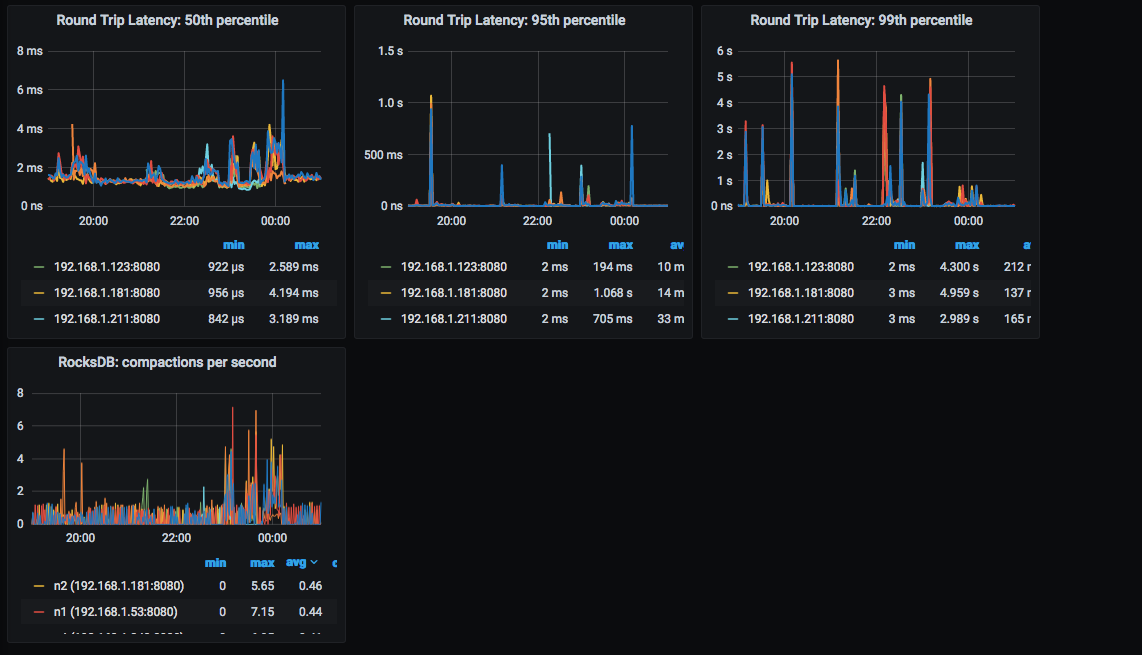 Round Trip Latency: 50th percentile
8 ms
6 ms
4 ms
2 ms
0 ns
20:00 22:00 00:00
min max
192.168.1.123:8080 922 µs 2.589 ms
192.168.1.181:8080 956 µs 4.194 ms
192.168.1.211:8080 842 µs 3.189 ms
Round Trip Latency: 95th percentile
1.5 s
1.0 s
500 ms
0 ns
20:00 22:00 00:00
min max av
192.168.1.123:8080 2 ms 194 ms 10 m
192.168.1.181:8080 2 ms 1.068 s 14 m
192.168.1.211:8080 2 ms 705 ms 33 m
Round Trip Latency: 99th percentile
6 s
5 s
4 s
3 s
2 s
1 s
0 ns
20:00 22:00 00:00
min max a
192.168.1.123:8080 2 ms 4.300 s 212
192.168.1.181:8080 3 ms 4.959 s 137
192.168.1.211:8080 3 ms 2.989 s 165
RocksDB: compactions per second
8
6
4
2
0
20:00 22:00 00:00
min max avg
n2 (192.168.1.181:8080) 0 5.65 0.46
n1 (192.168.1.53:8080) 0 7.15 0.44